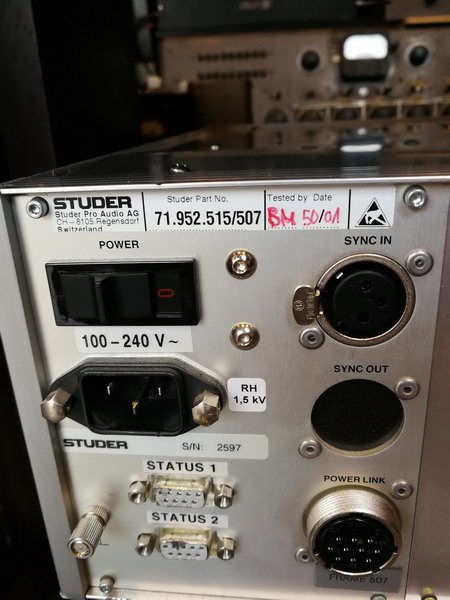 STUDER
Studer Pro Audio AG
CH – 8105 Regensdorf
Switzerland
Studer Part No.
71.952.515/507
Tested by Date
BM 50/01
POWER
SYNC IN
100 – 240 V ~
SYNC OUT
RH
1,5 kV
STUDER
S/N: 2597
STATUS 1
POWER LINK
STATUS 2
FRAME 507